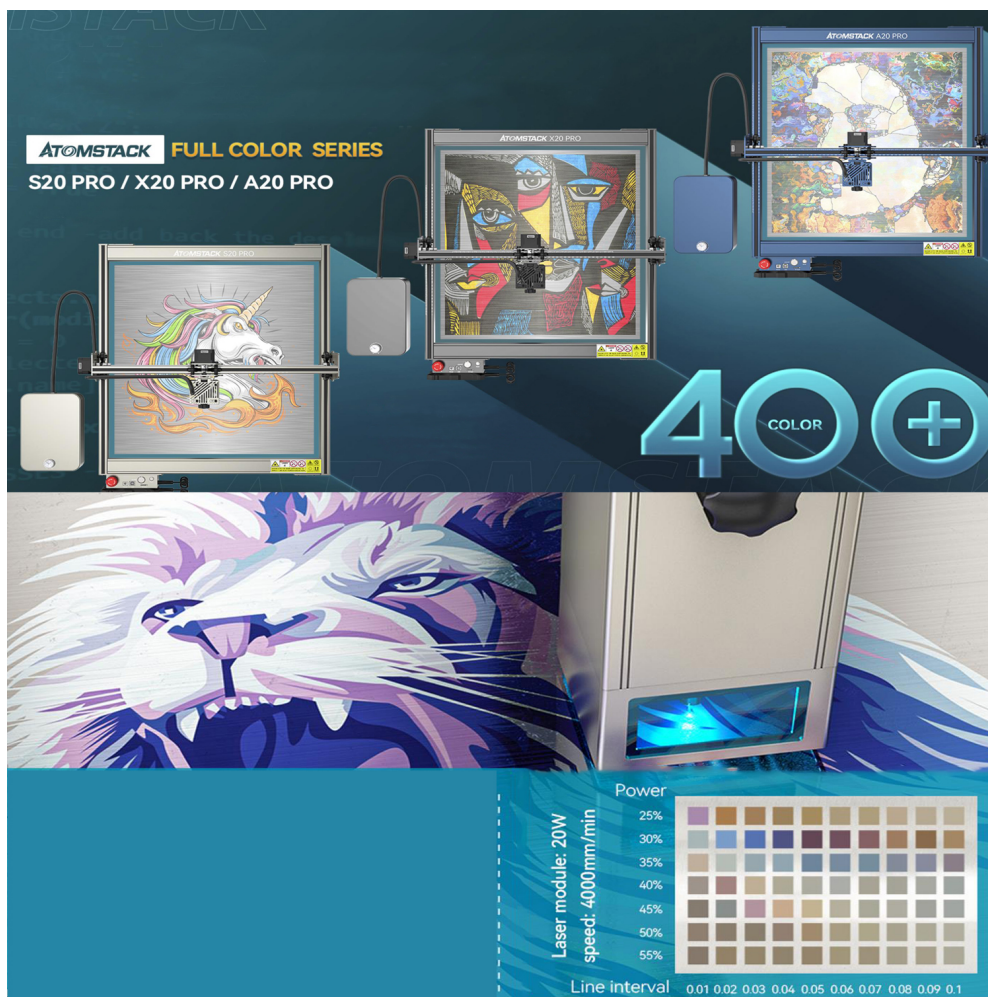 ATOMSTACK FULL COLOR SERIES
S20 PRO / X20 PRO / A20 PRO
ATOMSTACK S20 PRO
ATOMSTACK X20 PRO
ATOMSTACK A20 PRO
400+
COLOR
Laser module: 20W
speed: 4000mm/min
Power
25%
30%
35%
40%
45%
50%
55%
Line interval 0.01 0.02 0.03 0.04 0.05 0.06 0.07 0.08 0.09 0.1